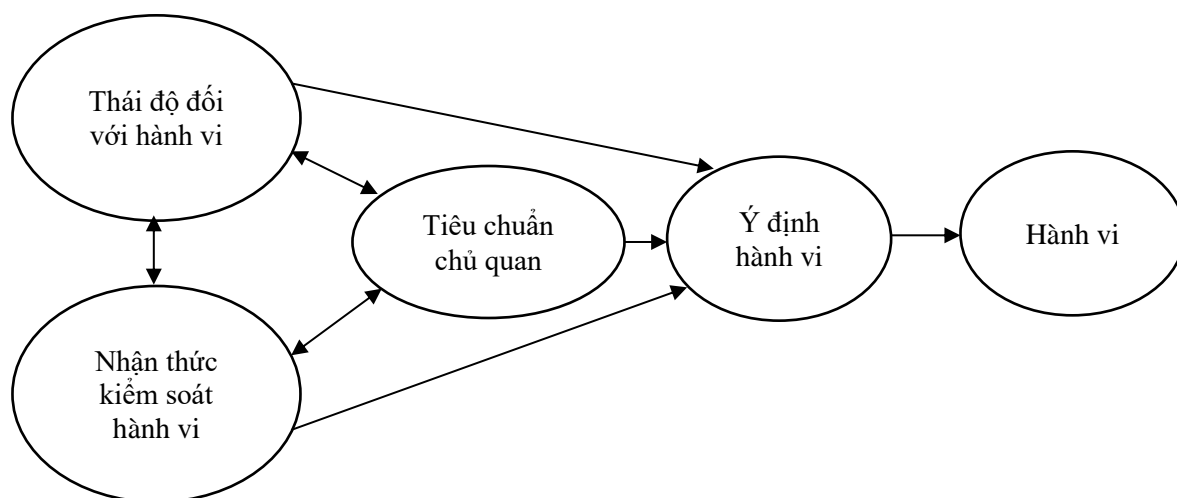 Thái độ đối
với hành vi
Tiêu chuẩn
chủ quan
Ý định
hành vi
Hành vi
Nhận thức
kiểm soát
hành vi